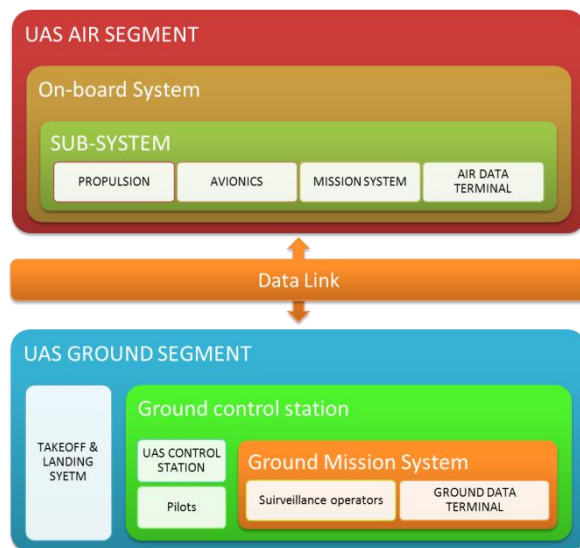 UAS AIR SEGMENT
On-board System
SUB-SYSTEM
PROPULSION
AVIONICS
MISSION SYSTEM
AIR DATA
TERMINAL
Data Link
UAS GROUND SEGMENT
TAKEOFF &
LANDING
SYETM
Ground control station
UAS CONTROL
STATION
Pilots
Ground Mission System
Suirveillance operators
GROUND DATA
TERMINAL